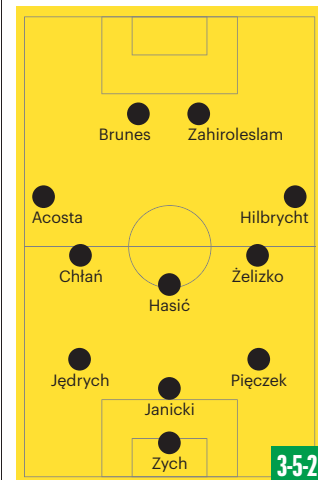 Brunes Zahiroleslam
Acosta Hilbrycht
Chłań Żelizko
Hasić
Jędrych Pięczek
Janicki
Zych
3-5-2